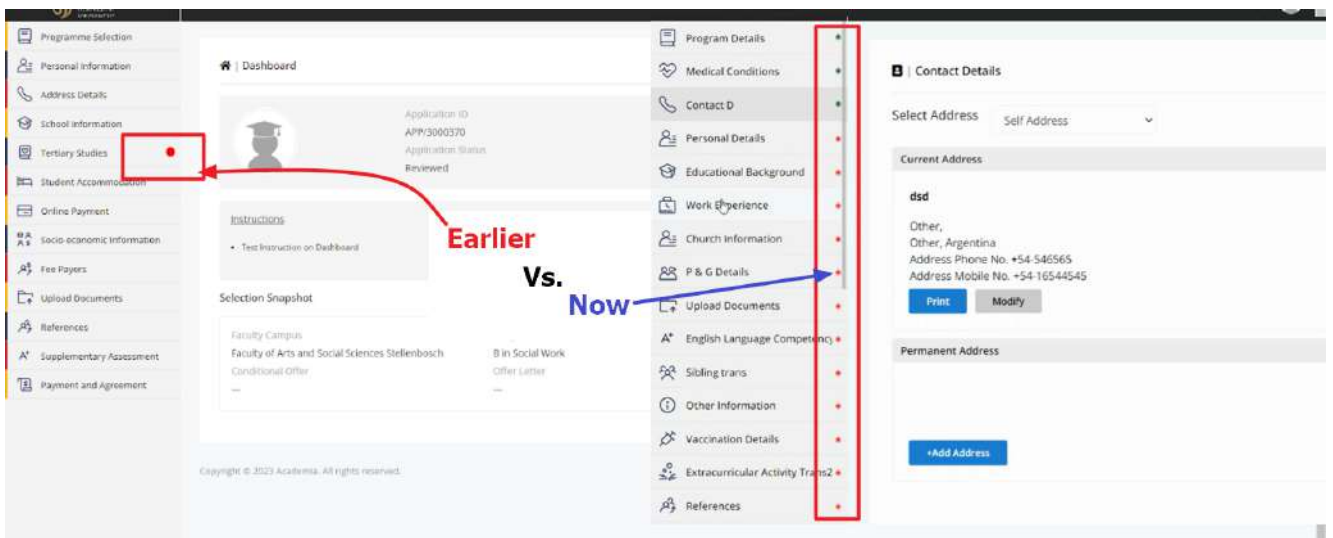 Programme Selection
Personal Information
Address Details
School Information
Tertiary Studies
Student Accommodation
Online Payment
Socio-economic Information
Fee Payers
Upload Documents
References
Supplementary Assessment
Payment and Agreement
| Dashboard
Application ID
APP/3000370
Application Status
Reviewed
Instructions
• Test Instruction on Dashboard
Selection Snapshot
Faculty Campus
Faculty of Arts and Social Sciences Stellenbosch
B in Social Work
Conditional Offer
Offer Letter
—
—
Copyright © 2023 Academia. All rights reserved.
Earlier
Vs.
Now
Program Details
Medical Conditions
Contact D
Personal Details
Educational Background
Work Experience
Church Information
P & G Details
Upload Documents
English Language Competency
Sibling trans
Other Information
Vaccination Details
Extracurricular Activity Trans2
References
| Contact Details
Select Address
Self Address
Current Address
dsd
Other,
Other, Argentina
Address Phone No. +54-546565
Address Mobile No. +54-16544545
Print
Modify
Permanent Address
+Add Address